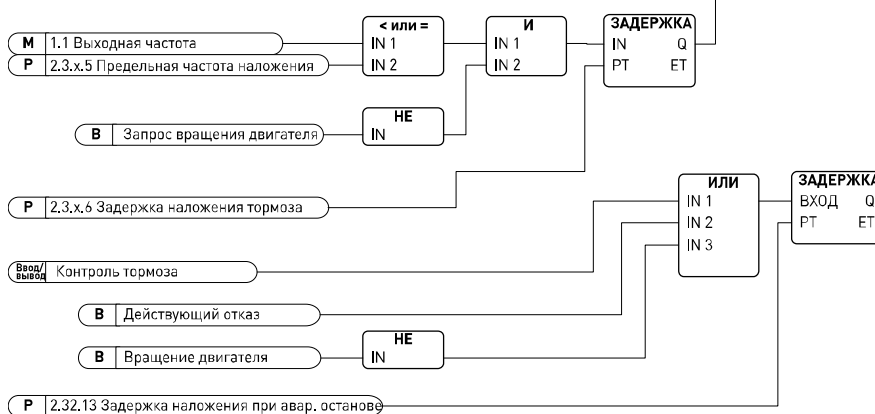 < или =
И
ЗАДЕРЖКА
M 1.1 Выходная частота
IN 1
IN 1
IN Q
P 2.3.x.5 Предельная частота наложения
IN 2
IN 2
PT ET
НЕ
B Запрос вращения двигателя
IN
ИЛИ
ЗАДЕРЖКА
P 2.3.x.6 Задержка наложения тормоза
IN 1
ВХОД Q
IN 2
PT ET
IN 3
Ввод/вывод Контроль тормоза
B Действующий отказ
НЕ
B Вращение двигателя
IN
P 2.32.13 Задержка наложения при авар. останове